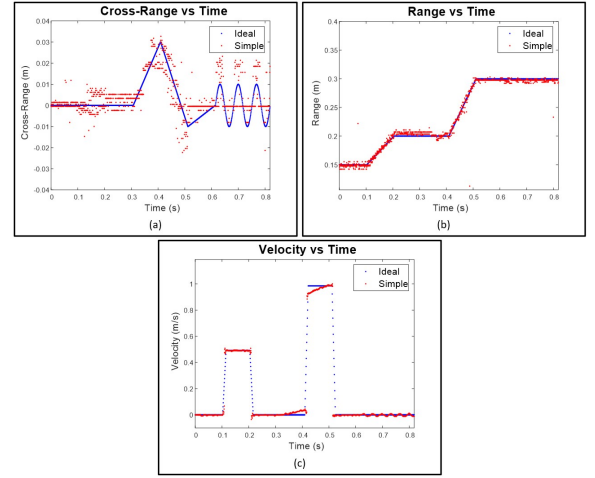 Cross-Range vs Time
0.04
0.03
0.02
0.01
0
-0.01
0.02
0.03
0.04
Cross-Range (m)
Ideal
Simple
0 0.1 0.2 0.3 0.4 0.5 0.6 0.7 0.8
Time (s)
(a)
Range vs Time
0.4
0.35
0.3
0.25
0.2
0.15
0.1
Range (m)
Ideal
Simple
0 0.1 0.2 0.3 0.4 0.5 0.6 0.7 0.8
Time (s)
(b)
Velocity vs Time
1
0.8
0.6
0.4
0.2
0
Velocity (m/s)
Ideal
Simple
0 0.1 0.2 0.3 0.4 0.5 0.6 0.7 0.8
Time (s)
(c)